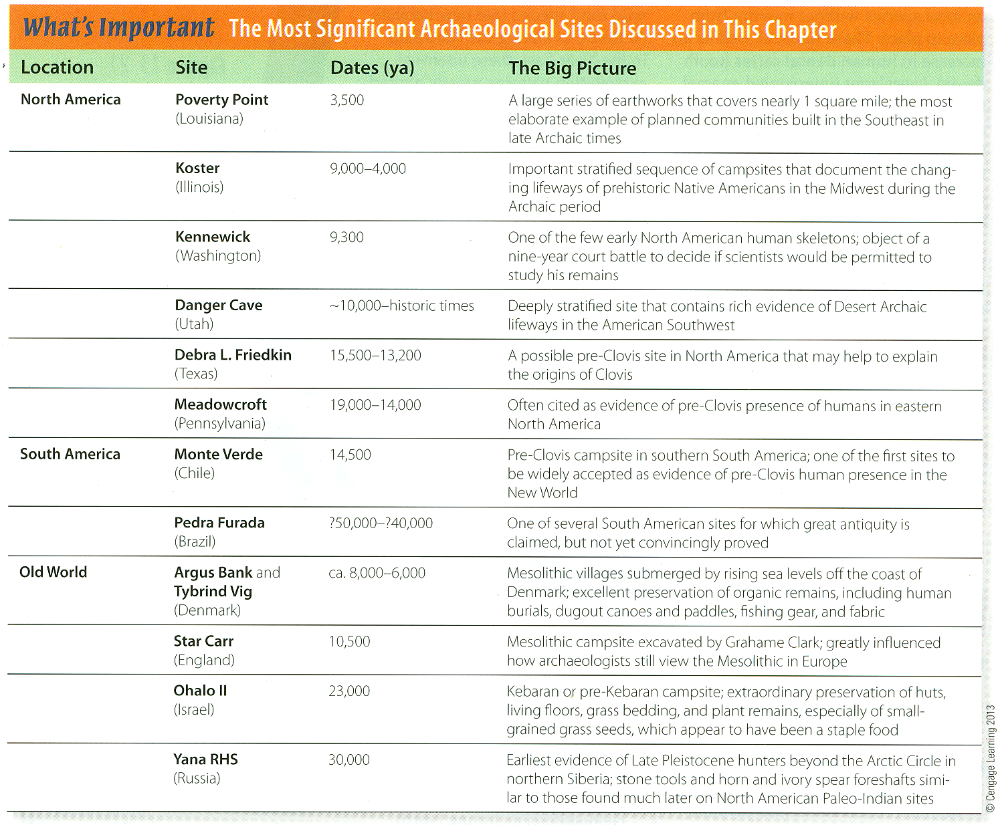 What's Important The Most Significant Archaeological Sites Discussed in This Chapter
Location Site Dates (ya) The Big Picture
North America Poverty Point 3,500 A large series of earthworks that covers nearly 1 square mile; the most
(Louisiana) elaborate example of planned communities built in the Southeast in
late Archaic times
Koster 9,000–4,000 Important stratified sequence of campsites that document the chang-
(Illinois) ing lifeways of prehistoric Native Americans in the Midwest during the
Archaic period
Kennewick 9,300 One of the few early North American human skeletons; object of a
(Washington) nine-year court battle to decide if scientists would be permitted to
study his remains
Danger Cave ~10,000–historic times Deeply stratified site that contains rich evidence of Desert Archaic
(Utah) lifeways in the American Southwest
Debra L. Friedkin 15,500–13,200 A possible pre-Clovis site in North America that may help to explain
(Texas) the origins of Clovis
Meadowcroft 19,000–14,000 Often cited as evidence of pre-Clovis presence of humans in eastern
(Pennsylvania) North America
South America Monte Verde 14,500 Pre-Clovis campsite in southern South America; one of the first sites to
(Chile) be widely accepted as evidence of pre-Clovis human presence in the
New World
Pedra Furada ?50,000–?40,000 One of several South American sites for which great antiquity is
(Brazil) claimed, but not yet convincingly proved
Old World Argus Bank and ca. 8,000–6,000 Mesolithic villages submerged by rising sea levels off the coast of
Tybrind Vig Denmark; excellent preservation of organic remains, including human
(Denmark) burials, dugout canoes and paddles, fishing gear, and fabric
Star Carr 10,500 Mesolithic campsite excavated by Grahame Clark; greatly influenced
(England) how archaeologists still view the Mesolithic in Europe
Ohalo II 23,000 Kebaran or pre-Kebaran campsite; extraordinary preservation of huts,
(Israel) living floors, grass bedding, and plant remains, especially of small-
grained grass seeds, which appear to have been a staple food
Yana RHS 30,000 Earliest evidence of Late Pleistocene hunters beyond the Arctic Circle in
(Russia) northern Siberia; stone tools and horn and ivory spear foreshafts simi-
lar to those found much later on North American Paleo-Indian sites
© Cengage Learning 2013